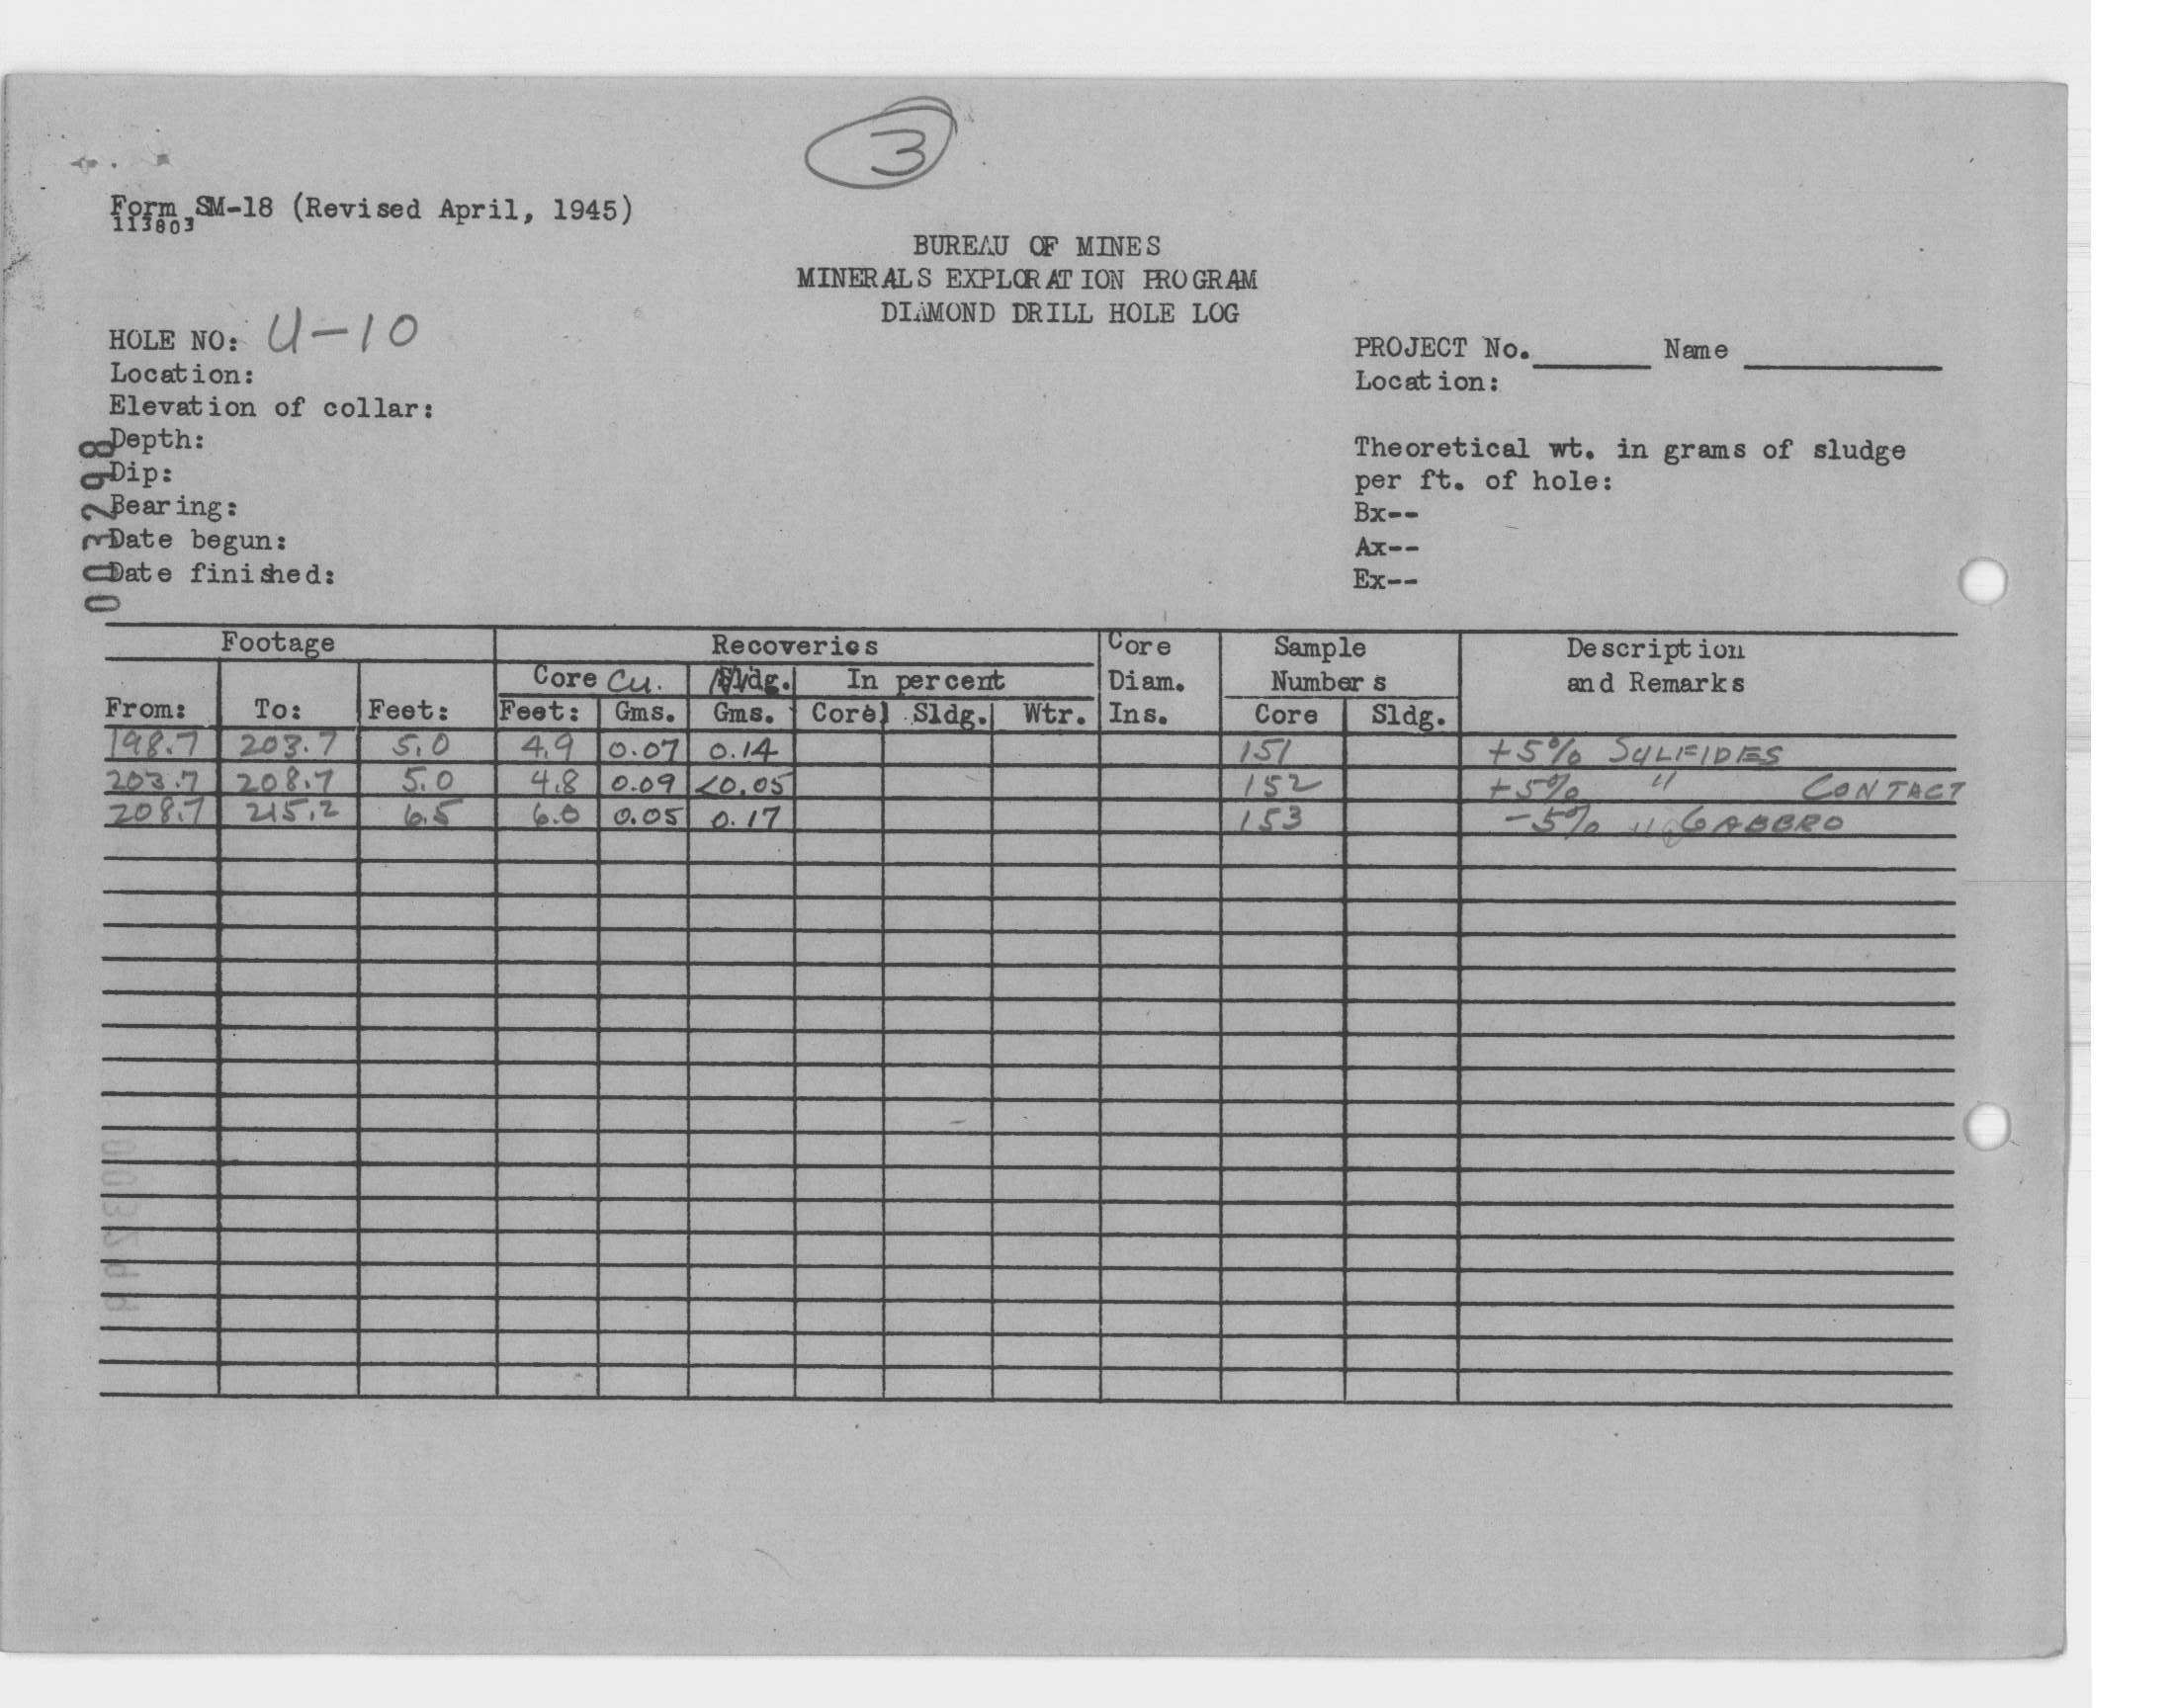 3
Form SM-18 (Revised April, 1945)
113803
BUREAU OF MINES
MINERALS EXPLORATION PROGRAM
DIAMOND DRILL HOLE LOG
HOLE NO: U-10
Location:
Elevation of collar:
Depth:
Dip:
Bearing:
Date begun:
Date finished:
003298
PROJECT No. Name
Location:
Theoretical wt. in grams of sludge
per ft. of hole:
Bx--
Ax--
Ex--
Footage Recoveries Core Sample Description
Core Cu. Sldg. In percent Diam. Numbers and Remarks
From: To: Feet: Feet: Gms. Gms. Core Sldg. Wtr. Ins. Core Sldg.
198.7 203.7 5.0 4.9 0.07 0.14 151 +5% SULFIDES
203.7 208.7 5.0 4.8 0.09 <0.05 152 +5% " CONTACT
208.7 215.2 6.5 6.0 0.05 0.17 153 -5% " GABBRO